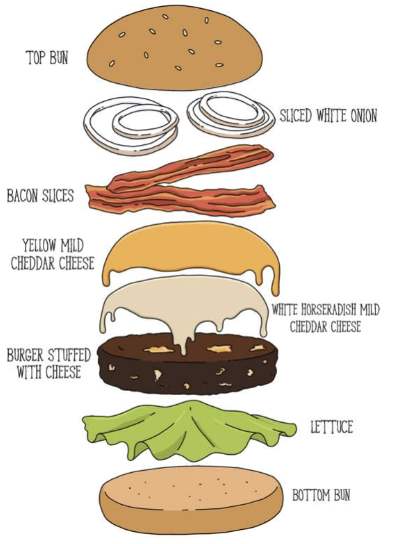 TOP BUN
SLICED WHITE ONION
BACON SLICES
YELLOW MILD
CHEDDAR CHEESE
WHITE HORSERADISH MILD
CHEDDAR CHEESE
BURGER STUFFED
WITH CHEESE
LETTUCE
BOTTOM BUN